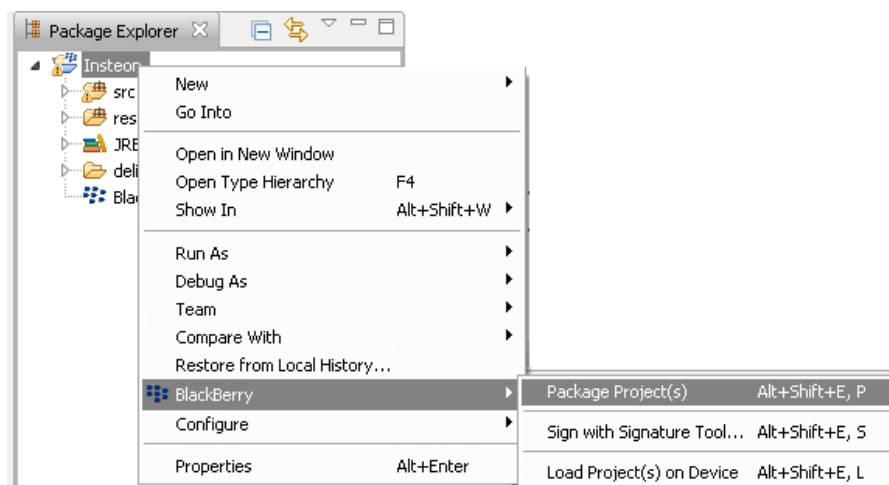 Package Explorer
Insteon
src
res
JRE
deli
Bla
New
Go Into
Open in New Window
Open Type Hierarchy F4
Show In Alt+Shift+W
Run As
Debug As
Team
Compare With
Restore from Local History...
BlackBerry
Configure
Properties Alt+Enter
Package Project(s) Alt+Shift+E, P
Sign with Signature Tool... Alt+Shift+E, S
Load Project(s) on Device Alt+Shift+E, L